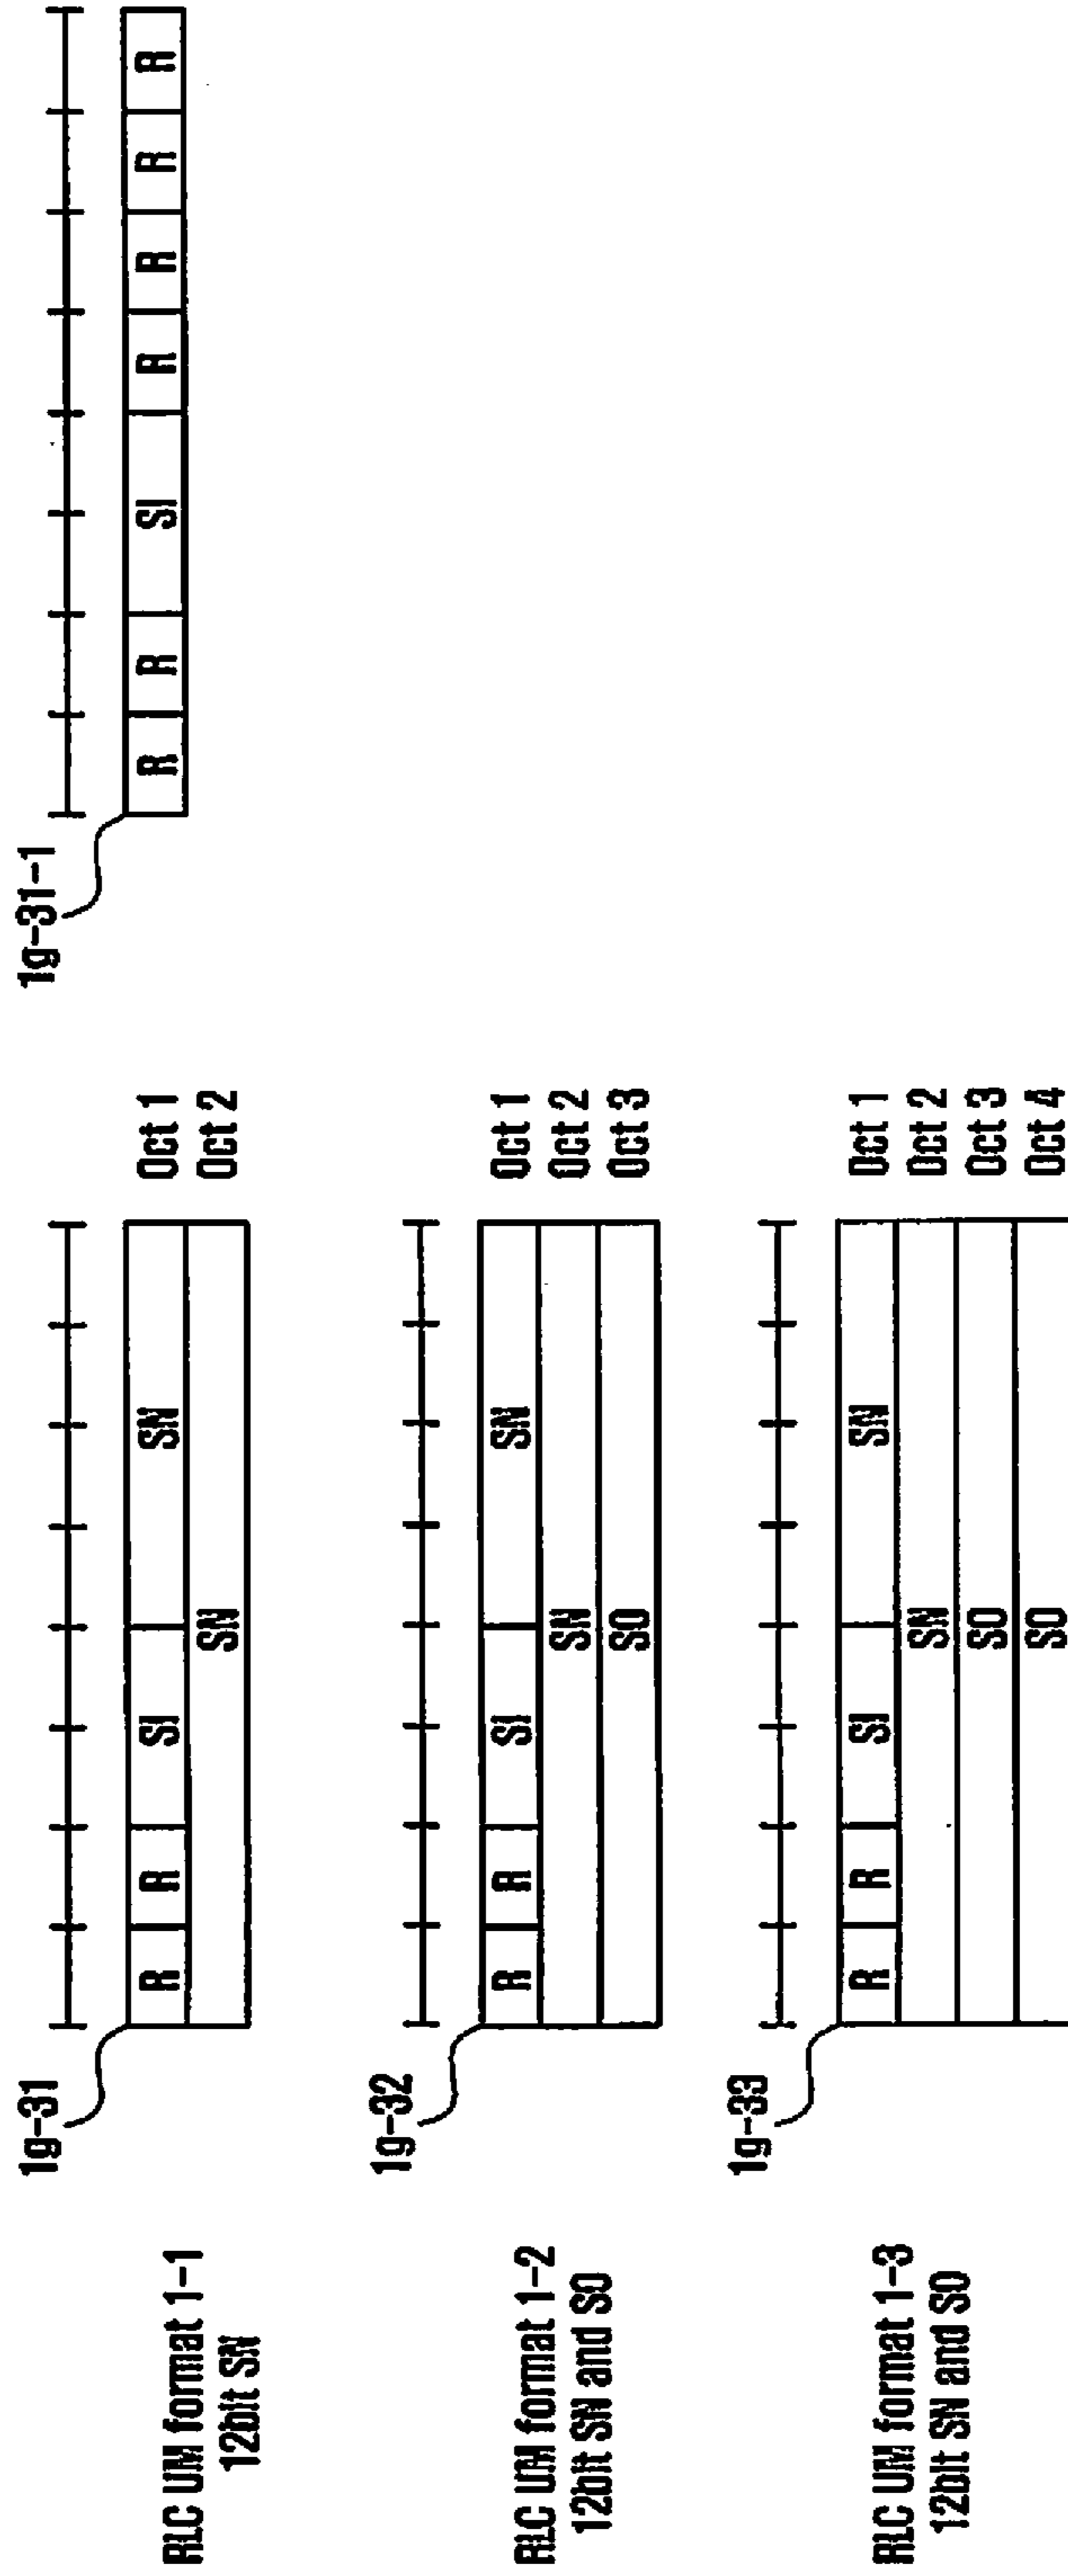 RLC UM format 1-1
12bit SN
1g-31
R R SI SN Oct 1
SN Oct 2
1g-31-1
R R SI R R R R
RLC UM format 1-2
12bit SN and SO
1g-32
R R SI SN Oct 1
SN Oct 2
SO Oct 3
RLC UM format 1-3
12bit SN and SO
1g-33
R R SI SN Oct 1
SN Oct 2
SO Oct 3
SO Oct 4